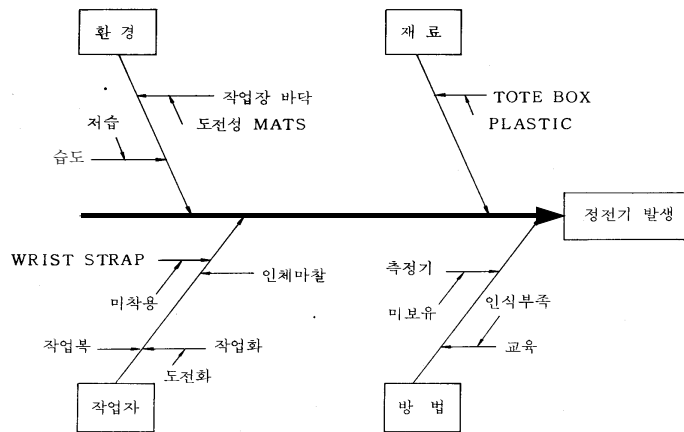 환 경
재 료
작업장 바닥
도전성 MATS
저습
습도
TOTE BOX
PLASTIC
정전기 발생
WRIST STRAP
미착용
인체마찰
작업복
작업화
도전화
작업자
측정기
미보유
인식부족
교육
방 법